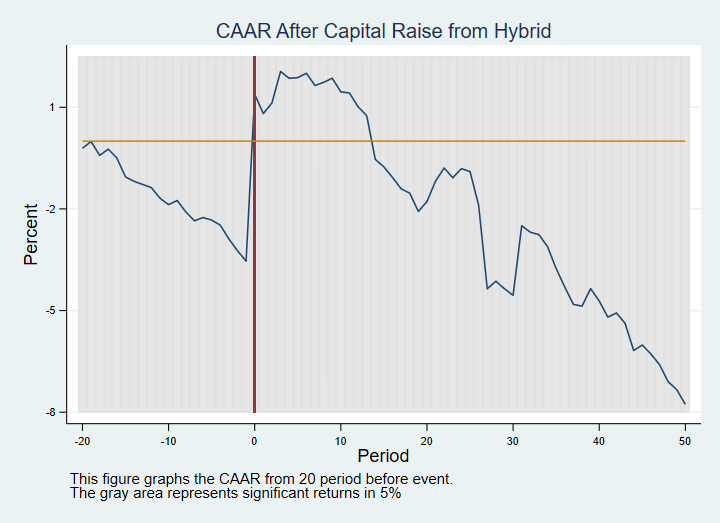 CAAR After Capital Raise from Hybrid
Percent
1
-2
-5
-8
-20 -10 0 10 20 30 40 50
Period
This figure graphs the CAAR from 20 period before event.
The gray area represents significant returns in 5%